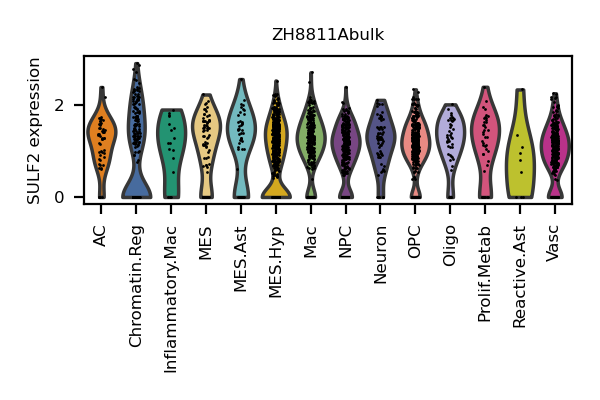 ZH8811Abulk
SULF2 expression
2
0
AC
Chromatin.Reg
Inflammatory.Mac
MES
MES.Ast
MES.Hyp
Mac
NPC
Neuron
OPC
Oligo
Prolif.Metab
Reactive.Ast
Vasc